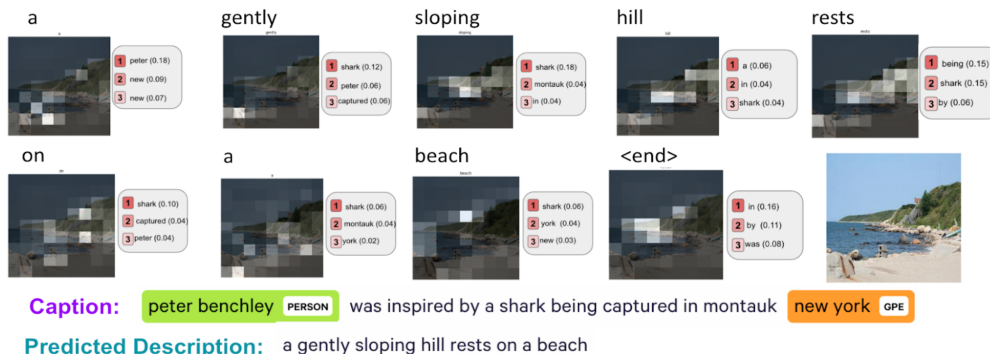 a gently sloping hill rests
a gently sloping hill rests
1 peter (0.18) 1 shark (0.12) 1 shark (0.18) 1 a (0.06) 1 being (0.15)
2 new (0.09) 2 peter (0.06) 2 montauk (0.04) 2 in (0.04) 2 shark (0.15)
3 new (0.07) 3 captured (0.06) 3 in (0.04) 3 shark (0.04) 3 by (0.06)
on a beach <end>
on a beach
1 shark (0.10) 1 shark (0.06) 1 shark (0.06) 1 in (0.16)
2 captured (0.04) 2 montauk (0.04) 2 york (0.04) 2 by (0.11)
3 peter (0.04) 3 york (0.02) 3 new (0.03) 3 was (0.08)
Caption: peter benchley PERSON was inspired by a shark being captured in montauk new york GPE
Predicted Description: a gently sloping hill rests on a beach